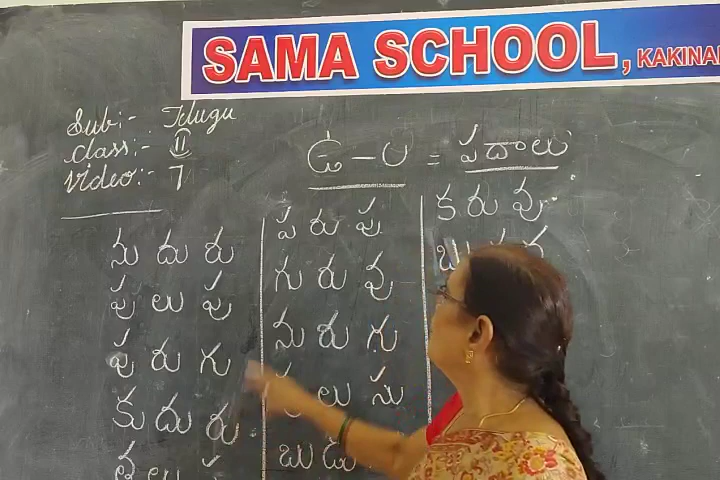 SAMA SCHOOL, KAKINA
Sub:- Telugu
Class:- II
Video:- 7
ఉ - ు = పదాలు
నుదురు
పులుపు
పురుగు
కుదురు
పరుపు
గురువు
నురుగు
కరువు